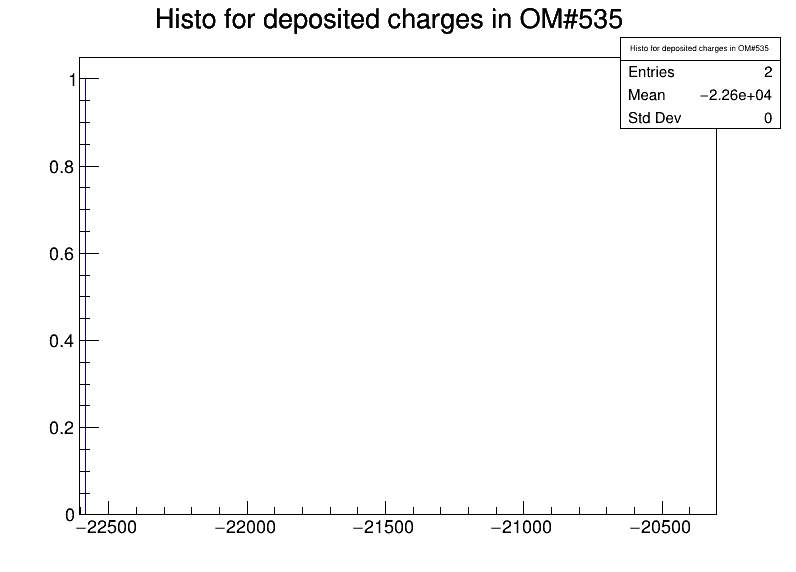 Histo for deposited charges in OM#535
Histo for deposited charges in OM#535
Entries 2
Mean −2.26e+04
Std Dev 0
1
0.8
0.6
0.4
0.2
0
−22500 −22000 −21500 −21000 −20500